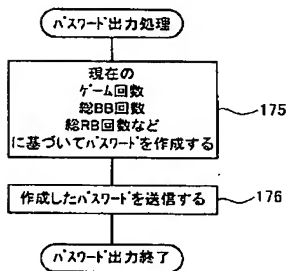 パスワード出力処理
現在の
ゲーム回数
総BB回数
総RB回数など
に基づいてパスワードを作成する
175
作成したパスワードを送信する
176
パスワード出力終了